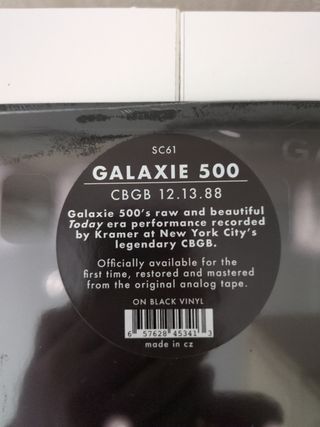 SC61
GALAXIE 500
CBGB 12.13.88
Galaxie 500's raw and beautiful
Today era performance recorded
by Kramer at New York City's
legendary CBGB.
Officially available for the
first time, restored and mastered
from the original analog tape.
ON BLACK VINYL
6 57628 45341 3
made in cz